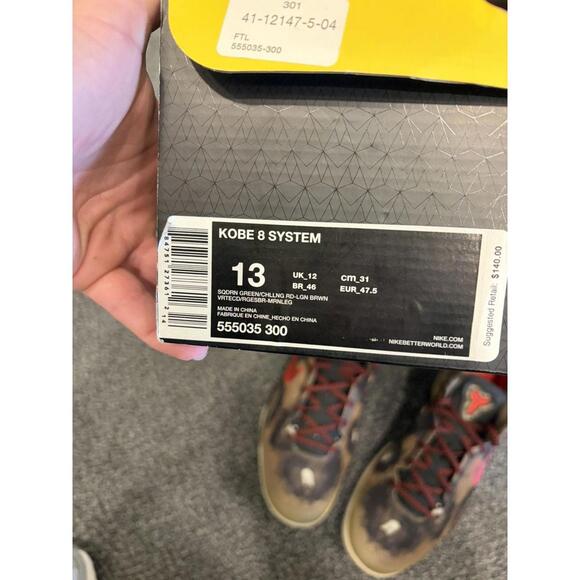 301
41-12147-5-04
FTL
555035-300
KOBE 8 SYSTEM
13
UK_12
CM_31
BR_46
EUR_47.5
SQDRN GREEN/CHLLNG RD-LGN BRWN
VRTECD/RGESBR-MRNLEG
MADE IN CHINA
FABRIQUE EN CHINE_HECHO EN CHINA
555035 300
NIKE.COM
NIKEBETTERWORLD.COM
Suggested Retail: $140.00